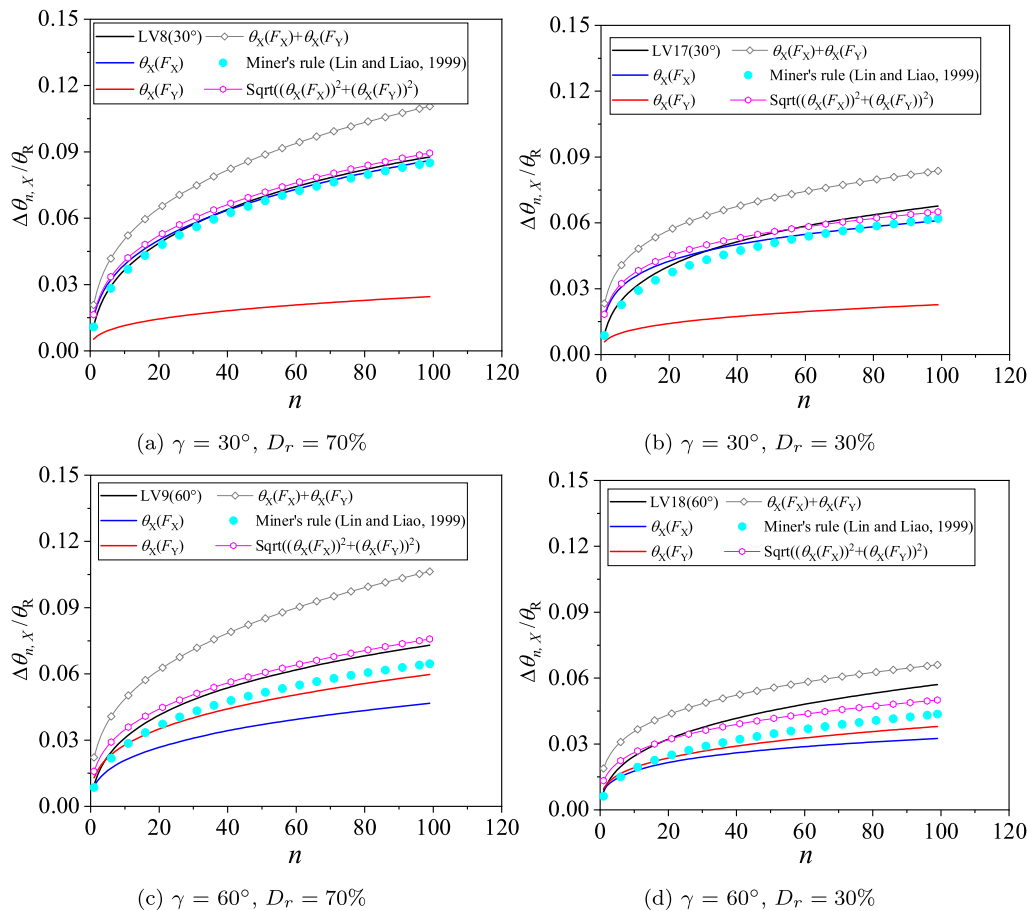 LV8(30°) θX(FX)+θX(FY)
θX(FX) Miner's rule (Lin and Liao, 1999)
θX(FY) Sqrt((θX(FX))²+(θX(FY))²)
0.15
0.12
0.09
0.06
0.03
0.00
Δθn, X/θR
0 20 40 60 80 100 120
n
(a) γ = 30°, Dr = 70%
LV17(30°) θX(FX)+θX(FY)
θX(FX) Miner's rule (Lin and Liao, 1999)
θX(FY) Sqrt((θX(FX))²+(θX(FY))²)
0.15
0.12
0.09
0.06
0.03
0.00
Δθn, X/θR
0 20 40 60 80 100 120
n
(b) γ = 30°, Dr = 30%
LV9(60°) θX(FX)+θX(FY)
θX(FX) Miner's rule (Lin and Liao, 1999)
θX(FY) Sqrt((θX(FX))²+(θX(FY))²)
0.15
0.12
0.09
0.06
0.03
0.00
Δθn, X/θR
0 20 40 60 80 100 120
n
(c) γ = 60°, Dr = 70%
LV18(60°) θX(FX)+θX(FY)
θX(FX) Miner's rule (Lin and Liao, 1999)
θX(FY) Sqrt((θX(FX))²+(θX(FY))²)
0.15
0.12
0.09
0.06
0.03
0.00
Δθn, X/θR
0 20 40 60 80 100 120
n
(d) γ = 60°, Dr = 30%